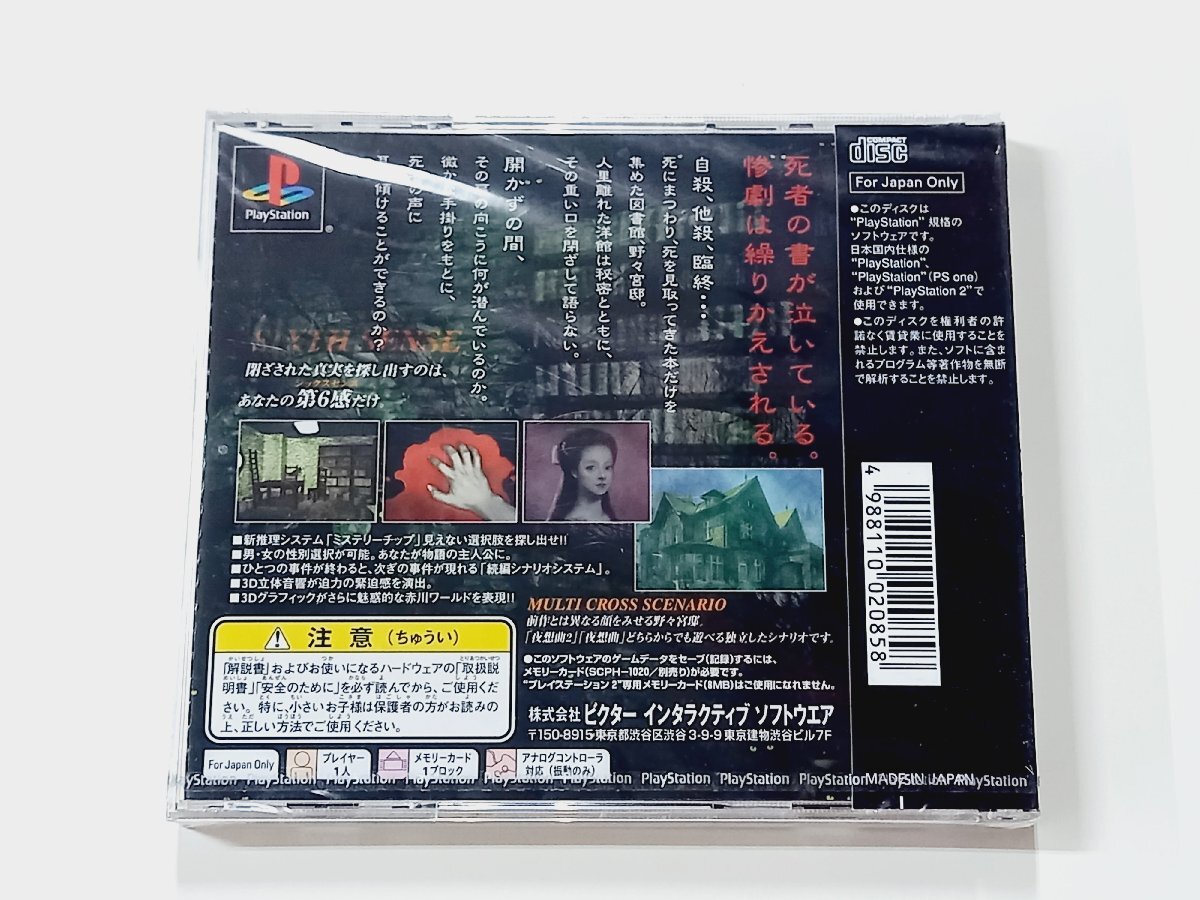 PlayStation
®
死者の書が泣いている。
惨劇は繰りかえされる。
自殺、他殺、臨終…
死にまつわり、死を見取って来た本だけを
集めた図書館、野々宮邸。
人里離れた洋館は秘密とともに、
その重い口を閉ざして語らない。
開かずの間、
その扉の向こうに何が潜んでいるのか。
微かな手掛りをもとに、
死者の声に
耳を傾けることができるのか?
SIXTH SENSE
閉ざされた真実を探し出すのは、
シックスセンス
あなたの第6感だけ
■新推理システム「ミステリーチップ」見えない選択肢を探し出せ!!
■男・女の性別選択が可能。あなたが物語の主人公に。
■ひとつの事件が終わると、次ぎの事件が現れる「続編シナリオシステム」。
■3D立体音響が迫力の緊迫感を演出。
■3Dグラフィックがさらに魅惑的な赤川ワールドを表現!!
MULTI CROSS SCENARIO
前作とは異なる顔をみせる野々宮邸。
「夜想曲2」「夜想曲」どちらからでも遊べる独立したシナリオです。
●このソフトウェアのゲームデータをセーブ(記録)するには、
メモリーカード(SCPH-1020/別売り)が必要です。
"プレイステーション 2"専用メモリーカード(8MB)はご使用になれません。
株式会社 ビクター インタラクティブ ソフトウエア
〒150-8915 東京都渋谷区渋谷 3-9-9 東京建物渋谷ビル7F
注意(ちゅうい)
「解説書」およびお使いになるハードウェアの「取扱説
明書」「安全のために」を必ず読んでから、ご使用くだ
さい。特に、小さいお子様は保護者の方がお読みの
上、正しい方法でご使用ください。
For Japan Only
プレイヤー
1人
メモリーカード
1ブロック
アナログコントローラ
対応(振動のみ)
PlayStation PlayStation PlayStation PlayStation PlayStation PlayStation PlayStation PlayStation
COMPACT
disc
For Japan Only
●このディスクは
"PlayStation" 規格の
ソフトウェアです。
日本国内仕様の
"PlayStation"、
"PlayStation"(PS one)
および"PlayStation 2"で
使用できます。
●このディスクを権利者の許
諾なく賃貸業に使用することを
禁止します。また、ソフトに含ま
れるプログラム等著作物を無断
で解析することを禁止します。
4 988110 020858
MADE IN JAPAN